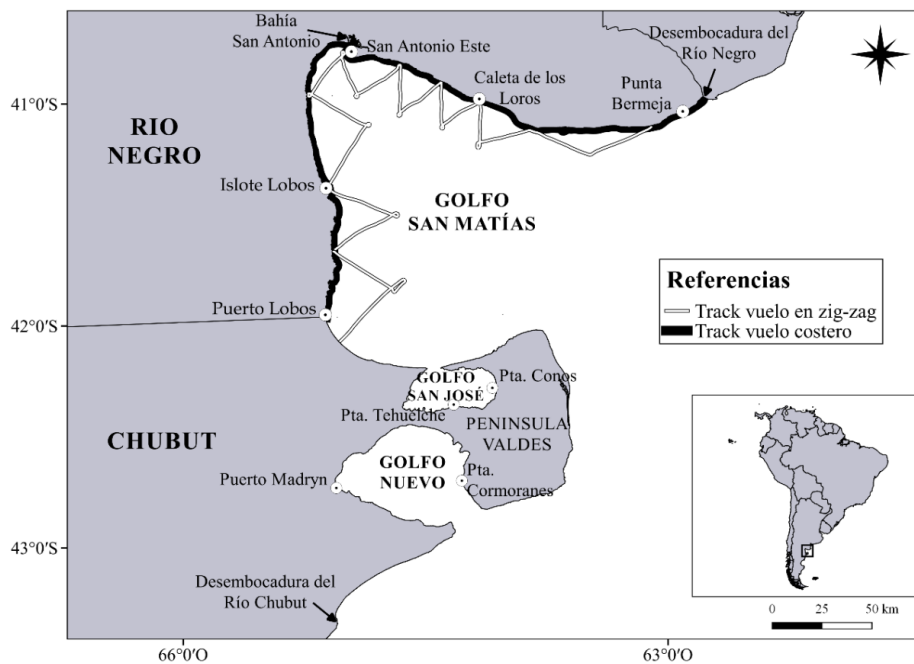 Bahía
San Antonio
San Antonio Este
Desembocadura del
Río Negro
Caleta de los
Loros
Punta
Bermeja
41°0'S
RIO
NEGRO
Islote Lobos
GOLFO
SAN MATÍAS
Referencias
Track vuelo en zig-zag
Track vuelo costero
Puerto Lobos
42°0'S
GOLFO
SAN JOSÉ
Pta. Conos
Pta. Tehuelche
PENINSULA
VALDES
CHUBUT
GOLFO
NUEVO
Puerto Madryn
Pta.
Cormoranes
43°0'S
Desembocadura del
Río Chubut
0 25 50 km
66°0'O
63°0'O